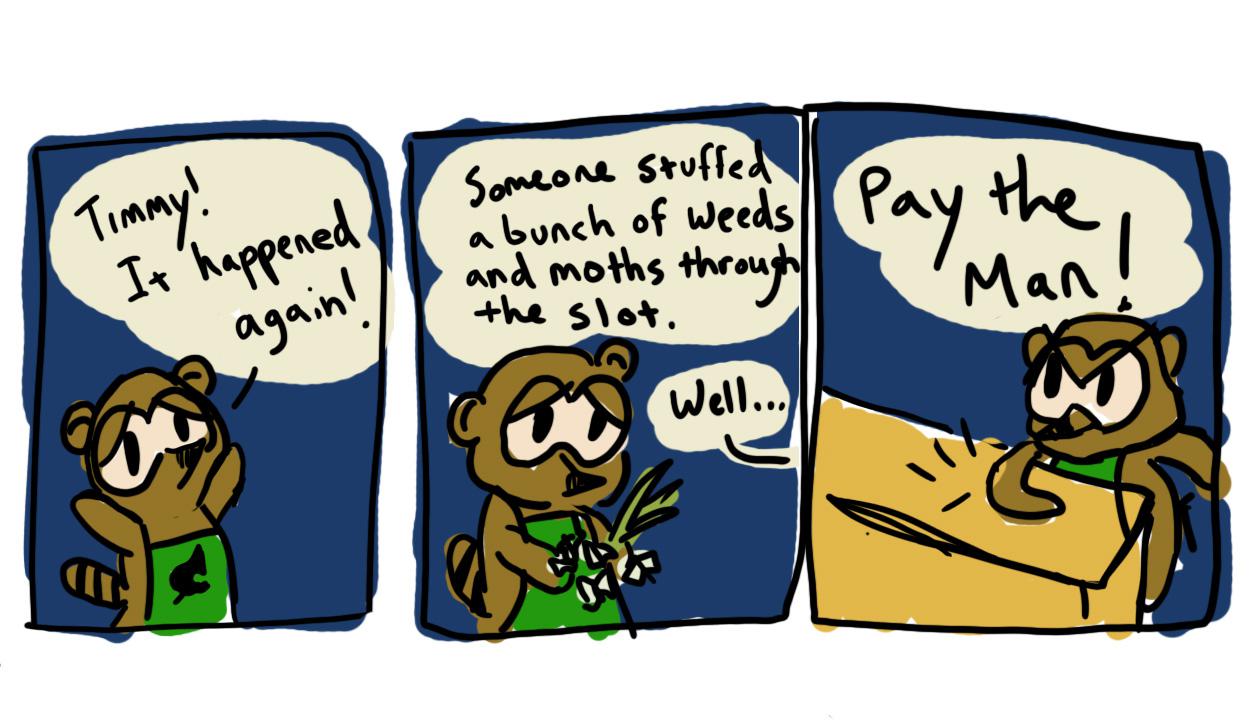 Timmy!
It happened
again!
Someone stuffed
a bunch of weeds
and moths through
the slot.
Well...
Pay the
Man!